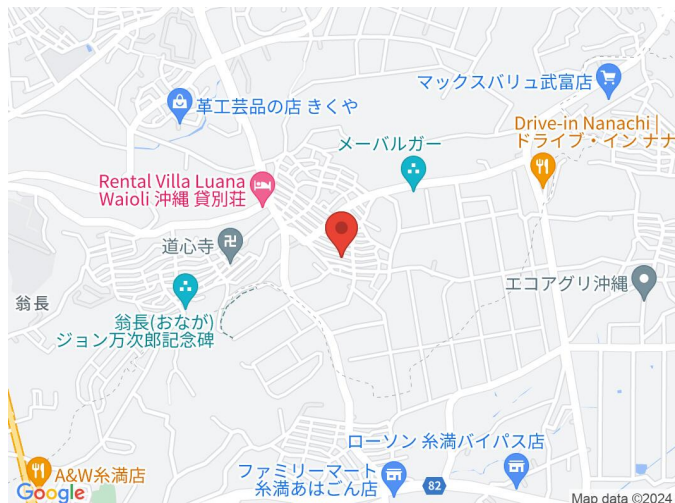 マックスバリュ武富店
革工芸品の店 きくや
Drive-in Nanachi |
ドライブ・イン ナナ
メーバルガー
Rental Villa Luana
Waioli 沖縄 貸別荘
道心寺
エコアグリ沖縄
翁長
翁長(おなが)
ジョン万次郎記念碑
ローソン 糸満バイパス店
A&W糸満店
ファミリーマート
糸満あはごん店
82
Google
Map data ©2024